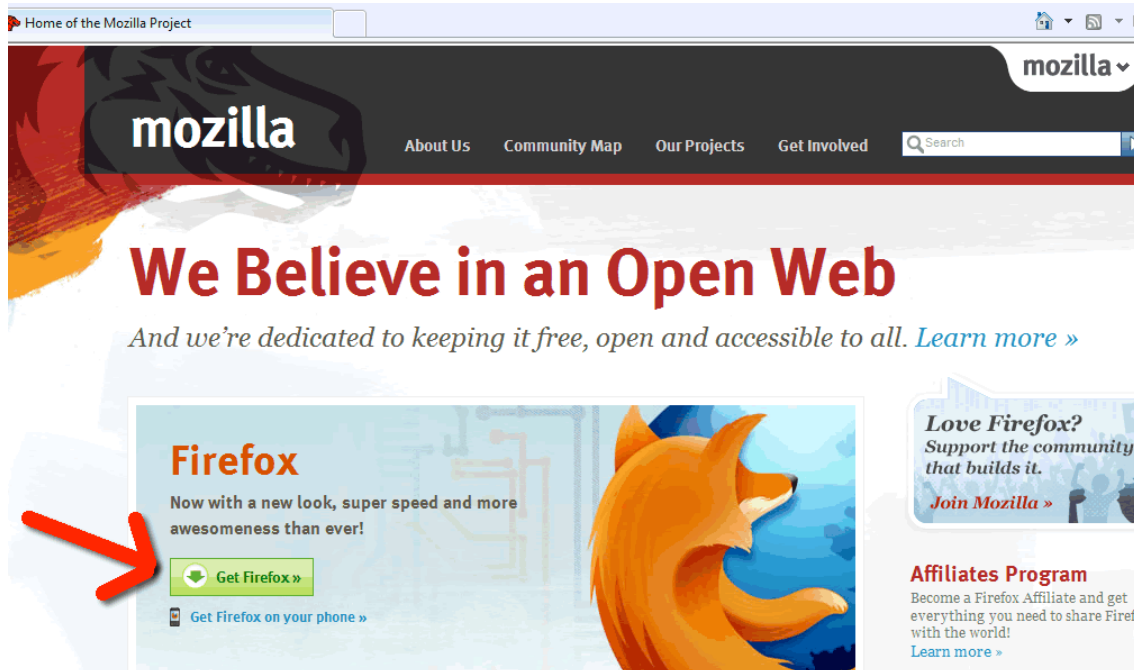 Home of the Mozilla Project
mozilla
mozilla
About Us Community Map Our Projects Get Involved Search
We Believe in an Open Web
And we're dedicated to keeping it free, open and accessible to all. Learn more »
Firefox
Now with a new look, super speed and more
awesomeness than ever!
Get Firefox »
Get Firefox on your phone »
Love Firefox?
Support the community
that builds it.
Join Mozilla »
Affiliates Program
Become a Firefox Affiliate and get
everything you need to share Firef
with the world!
Learn more »